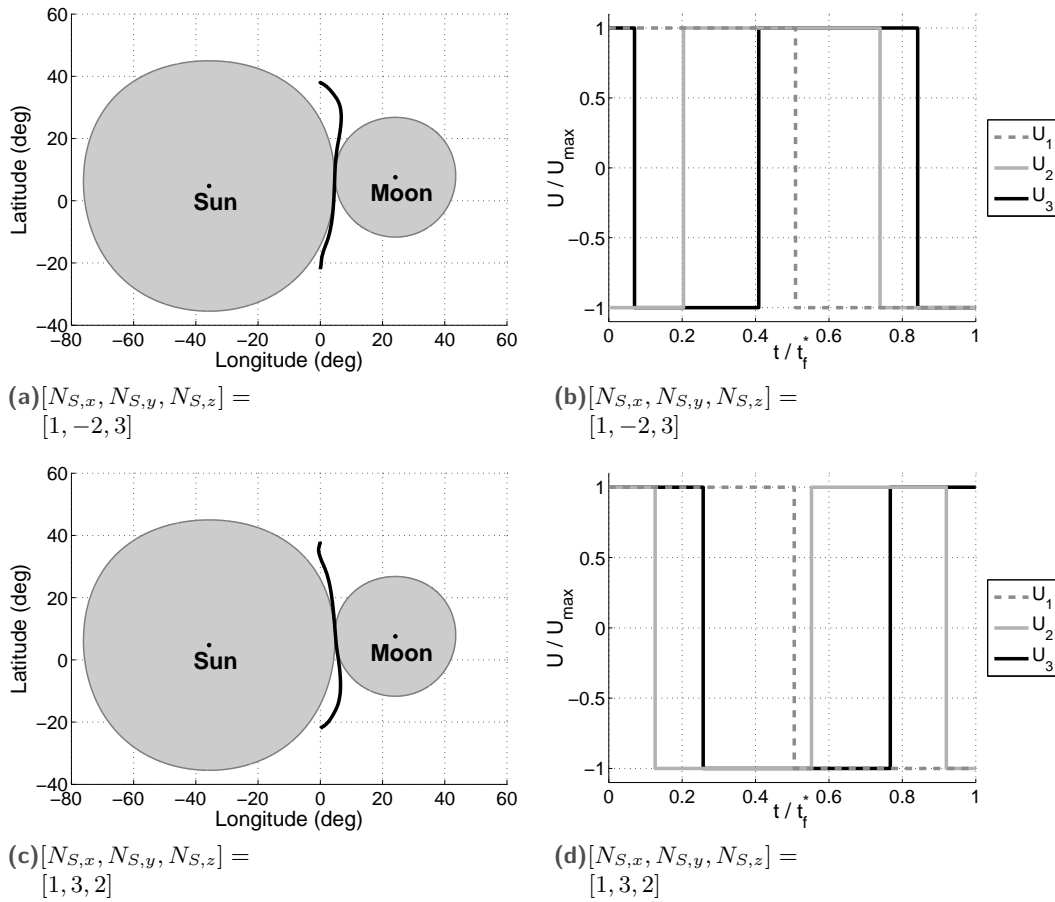 60
40
20
0
−20
−40
Latitude (deg)
Sun
Moon
−80 −60 −40 −20 0 20 40 60
Longitude (deg)
(a)[N_{S,x}, N_{S,y}, N_{S,z}] =
[1, −2, 3]
1
0.5
0
−0.5
−1
U / U_max
0 0.2 0.4 0.6 0.8 1
t / t_f^*
U_1
U_2
U_3
(b)[N_{S,x}, N_{S,y}, N_{S,z}] =
[1, −2, 3]
60
40
20
0
−20
−40
Latitude (deg)
Sun
Moon
−80 −60 −40 −20 0 20 40 60
Longitude (deg)
(c)[N_{S,x}, N_{S,y}, N_{S,z}] =
[1, 3, 2]
1
0.5
0
−0.5
−1
U / U_max
0 0.2 0.4 0.6 0.8 1
t / t_f^*
U_1
U_2
U_3
(d)[N_{S,x}, N_{S,y}, N_{S,z}] =
[1, 3, 2]